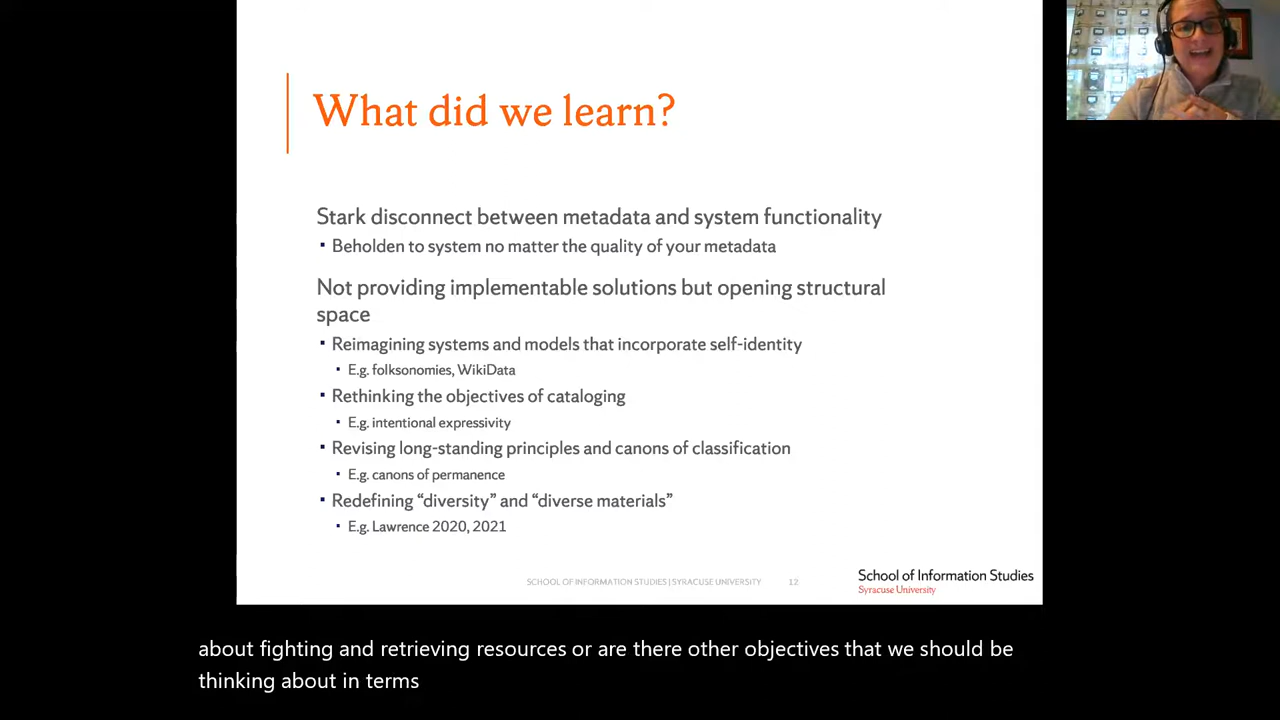 What did we learn?
Stark disconnect between metadata and system functionality
▪ Beholden to system no matter the quality of your metadata
Not providing implementable solutions but opening structural
space
▪ Reimagining systems and models that incorporate self-identity
▪ E.g. folksonomies, WikiData
▪ Rethinking the objectives of cataloging
▪ E.g. intentional expressivity
▪ Revising long-standing principles and canons of classification
▪ E.g. canons of permanence
▪ Redefining “diversity” and “diverse materials”
▪ E.g. Lawrence 2020, 2021
SCHOOL OF INFORMATION STUDIES | SYRACUSE UNIVERSITY 12
School of Information Studies
Syracuse University
about fighting and retrieving resources or are there other objectives that we should be
thinking about in terms